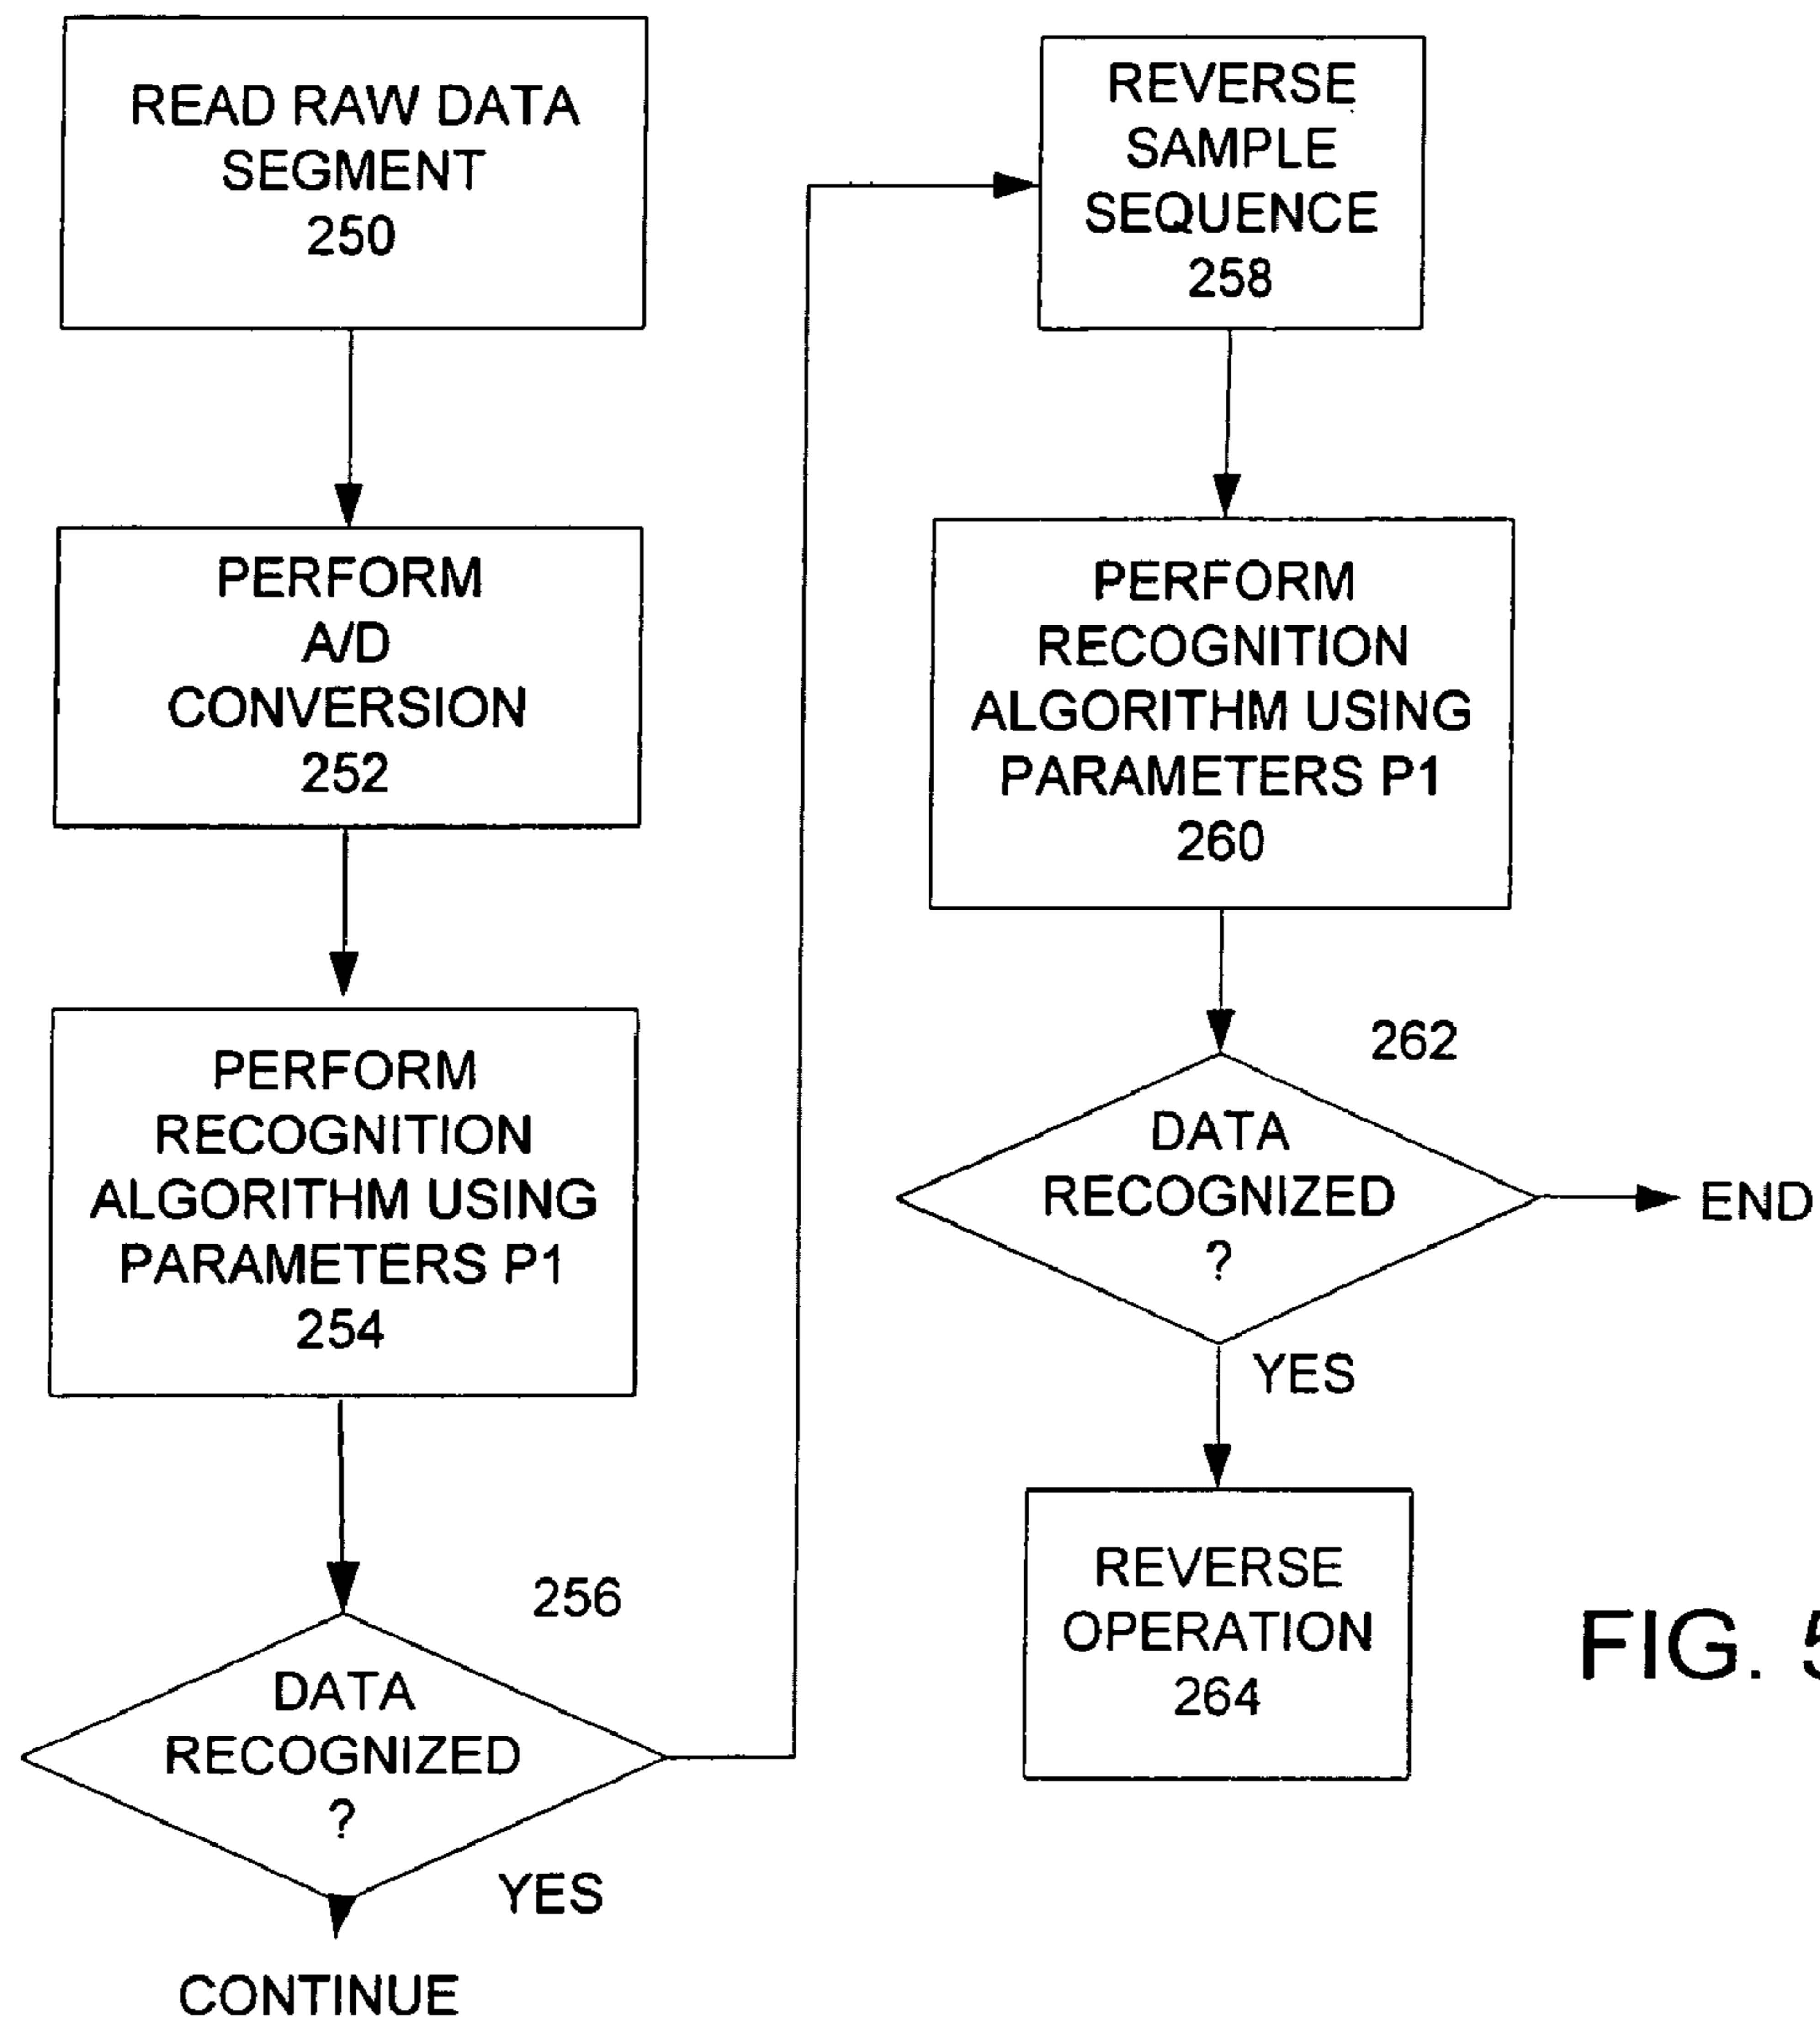 READ RAW DATA
SEGMENT
250
PERFORM
A/D
CONVERSION
252
PERFORM
RECOGNITION
ALGORITHM USING
PARAMETERS P1
254
256
DATA
RECOGNIZED
?
YES
CONTINUE
REVERSE
SAMPLE
SEQUENCE
258
PERFORM
RECOGNITION
ALGORITHM USING
PARAMETERS P1
260
262
DATA
RECOGNIZED
?
END
YES
REVERSE
OPERATION
264
FIG. 5